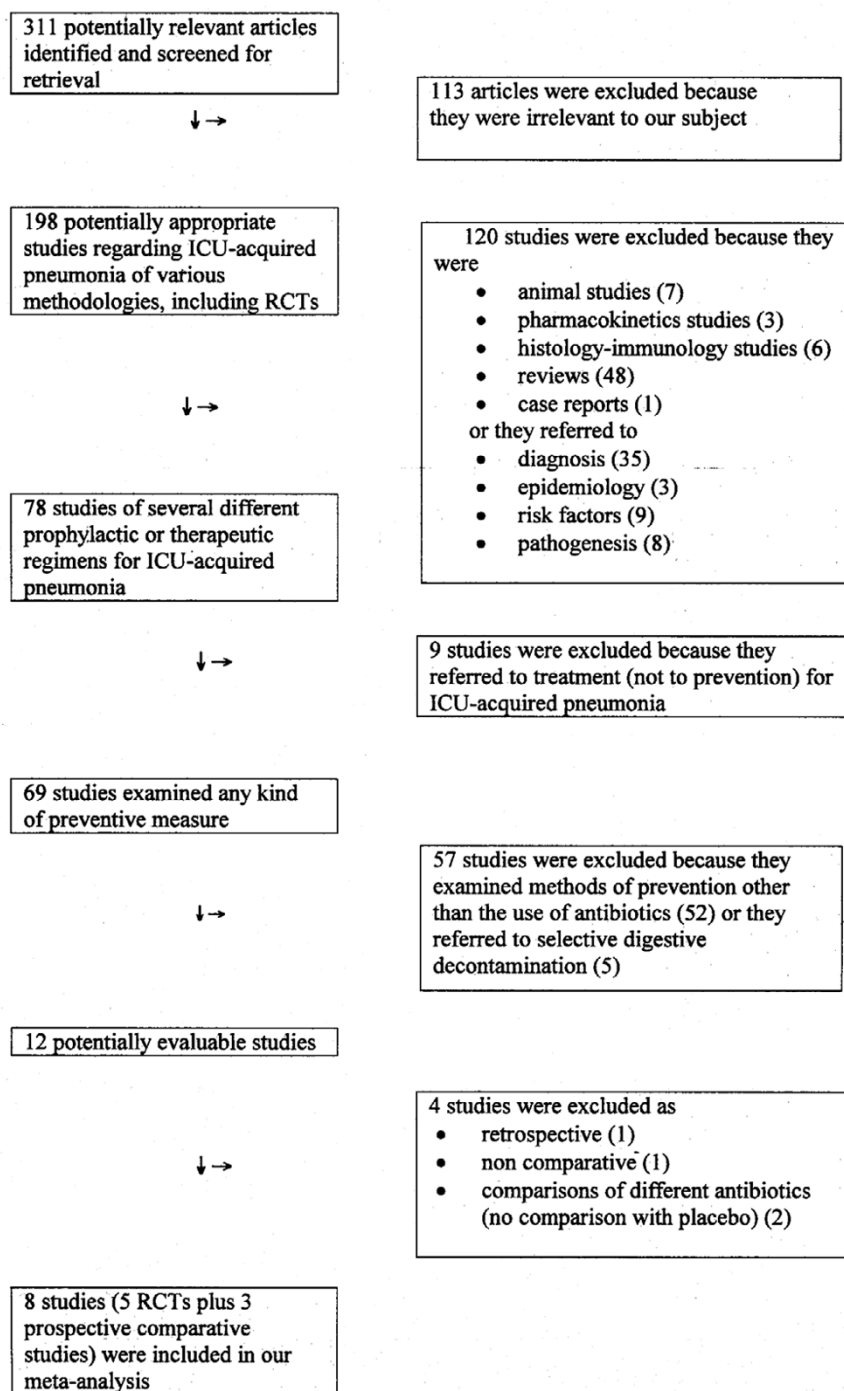 311 potentially relevant articles
identified and screened for
retrieval
↓→
113 articles were excluded because
they were irrelevant to our subject
198 potentially appropriate
studies regarding ICU-acquired
pneumonia of various
methodologies, including RCTs
↓→
120 studies were excluded because they
were
• animal studies (7)
• pharmacokinetics studies (3)
• histology-immunology studies (6)
• reviews (48)
• case reports (1)
or they referred to
• diagnosis (35)
• epidemiology (3)
• risk factors (9)
• pathogenesis (8)
78 studies of several different
prophylactic or therapeutic
regimens for ICU-acquired
pneumonia
↓→
9 studies were excluded because they
referred to treatment (not to prevention) for
ICU-acquired pneumonia
69 studies examined any kind
of preventive measure
↓→
57 studies were excluded because they
examined methods of prevention other
than the use of antibiotics (52) or they
referred to selective digestive
decontamination (5)
12 potentially evaluable studies
↓→
4 studies were excluded as
• retrospective (1)
• non comparative (1)
• comparisons of different antibiotics
(no comparison with placebo) (2)
8 studies (5 RCTs plus 3
prospective comparative
studies) were included in our
meta-analysis